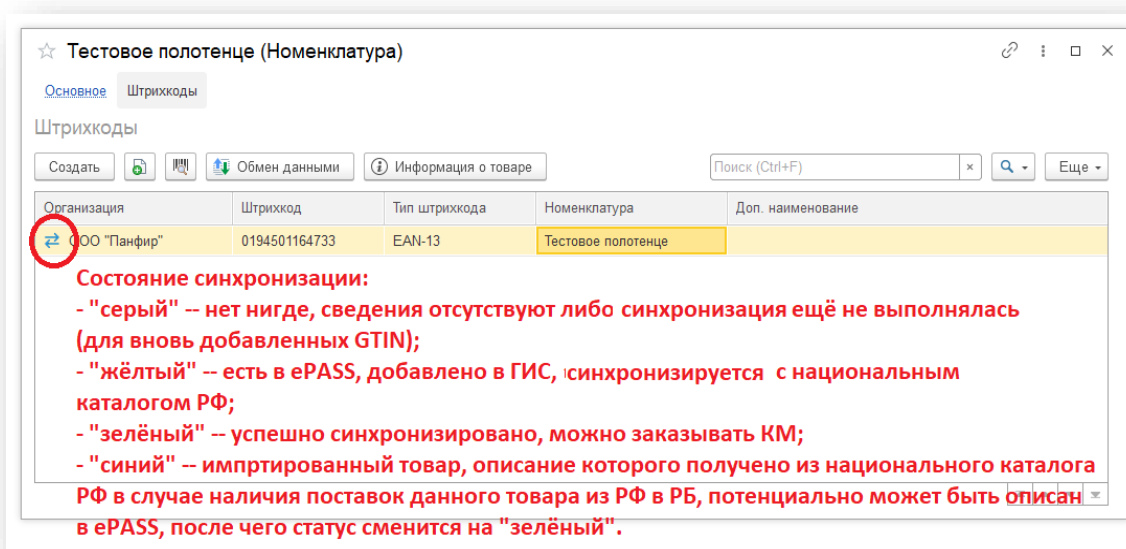 Тестовое полотенце (Номенклатура)
Основное Штрихкоды
Штрихкоды
Создать Обмен данными Информация о товаре Поиск (Ctrl+F) × Еще
Организация Штрихкод Тип штрихкода Номенклатура Доп. наименование
ООО "Панфир" 0194501164733 EAN-13 Тестовое полотенце
Состояние синхронизации:
- "серый" -- нет нигде, сведения отсутствуют либо синхронизация ещё не выполнялась
(для вновь добавленных GTIN);
- "жёлтый" -- есть в ePASS, добавлено в ГИС, синхронизируется с национальным
каталогом РФ;
- "зелёный" -- успешно синхронизировано, можно заказывать КМ;
- "синий" -- импртированный товар, описание которого получено из национального каталога
РФ в случае наличия поставок данного товара из РФ в РБ, потенциально может быть описан
в ePASS, после чего статус сменится на "зелёный".